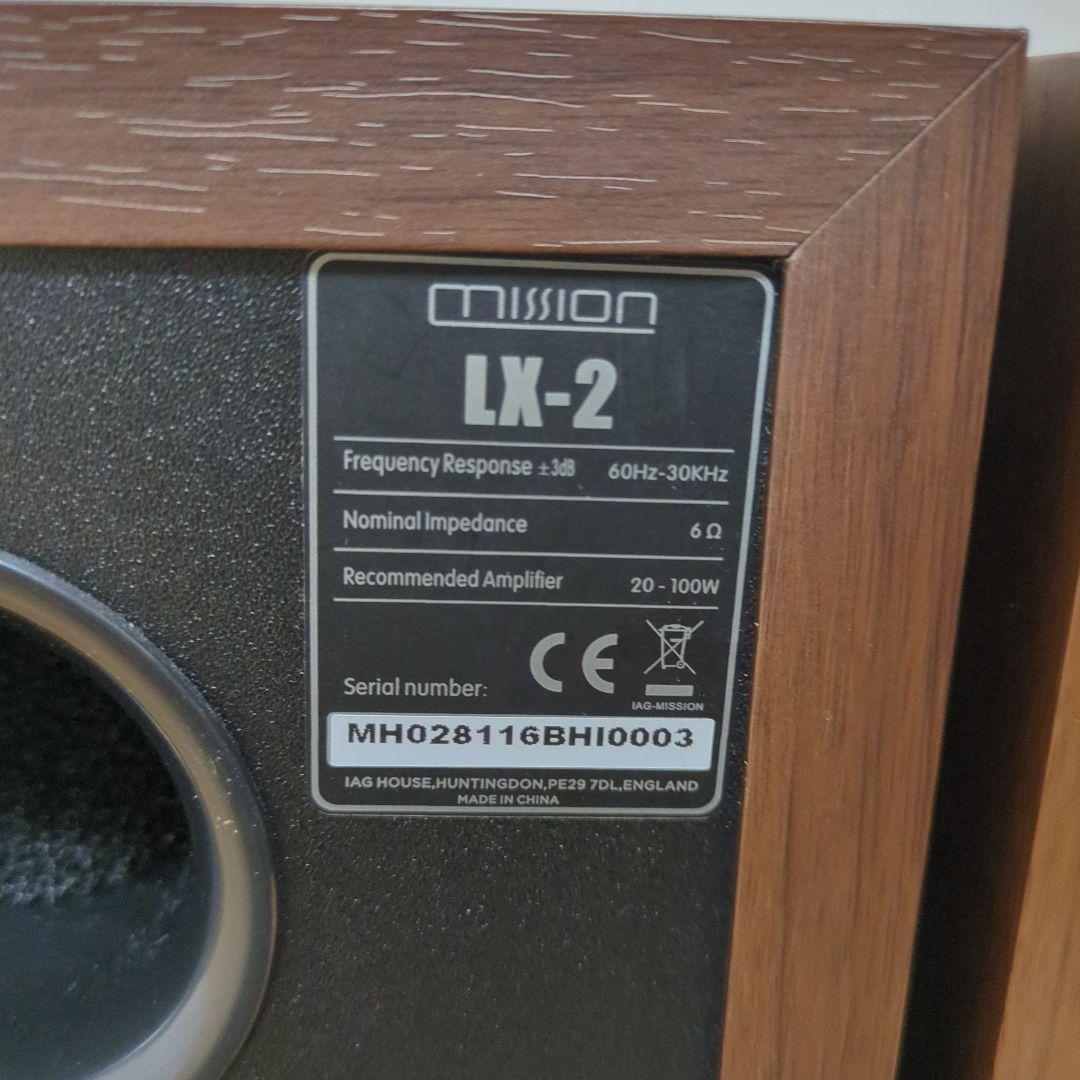 mission
LX-2
Frequency Response ±3dB 60Hz-30KHz
Nominal Impedance 6 Ω
Recommended Amplifier 20 - 100W
CE
IAG-MISSION
Serial number:
MH028116BHI0003
IAG HOUSE,HUNTINGDON,PE29 7DL,ENGLAND
MADE IN CHINA